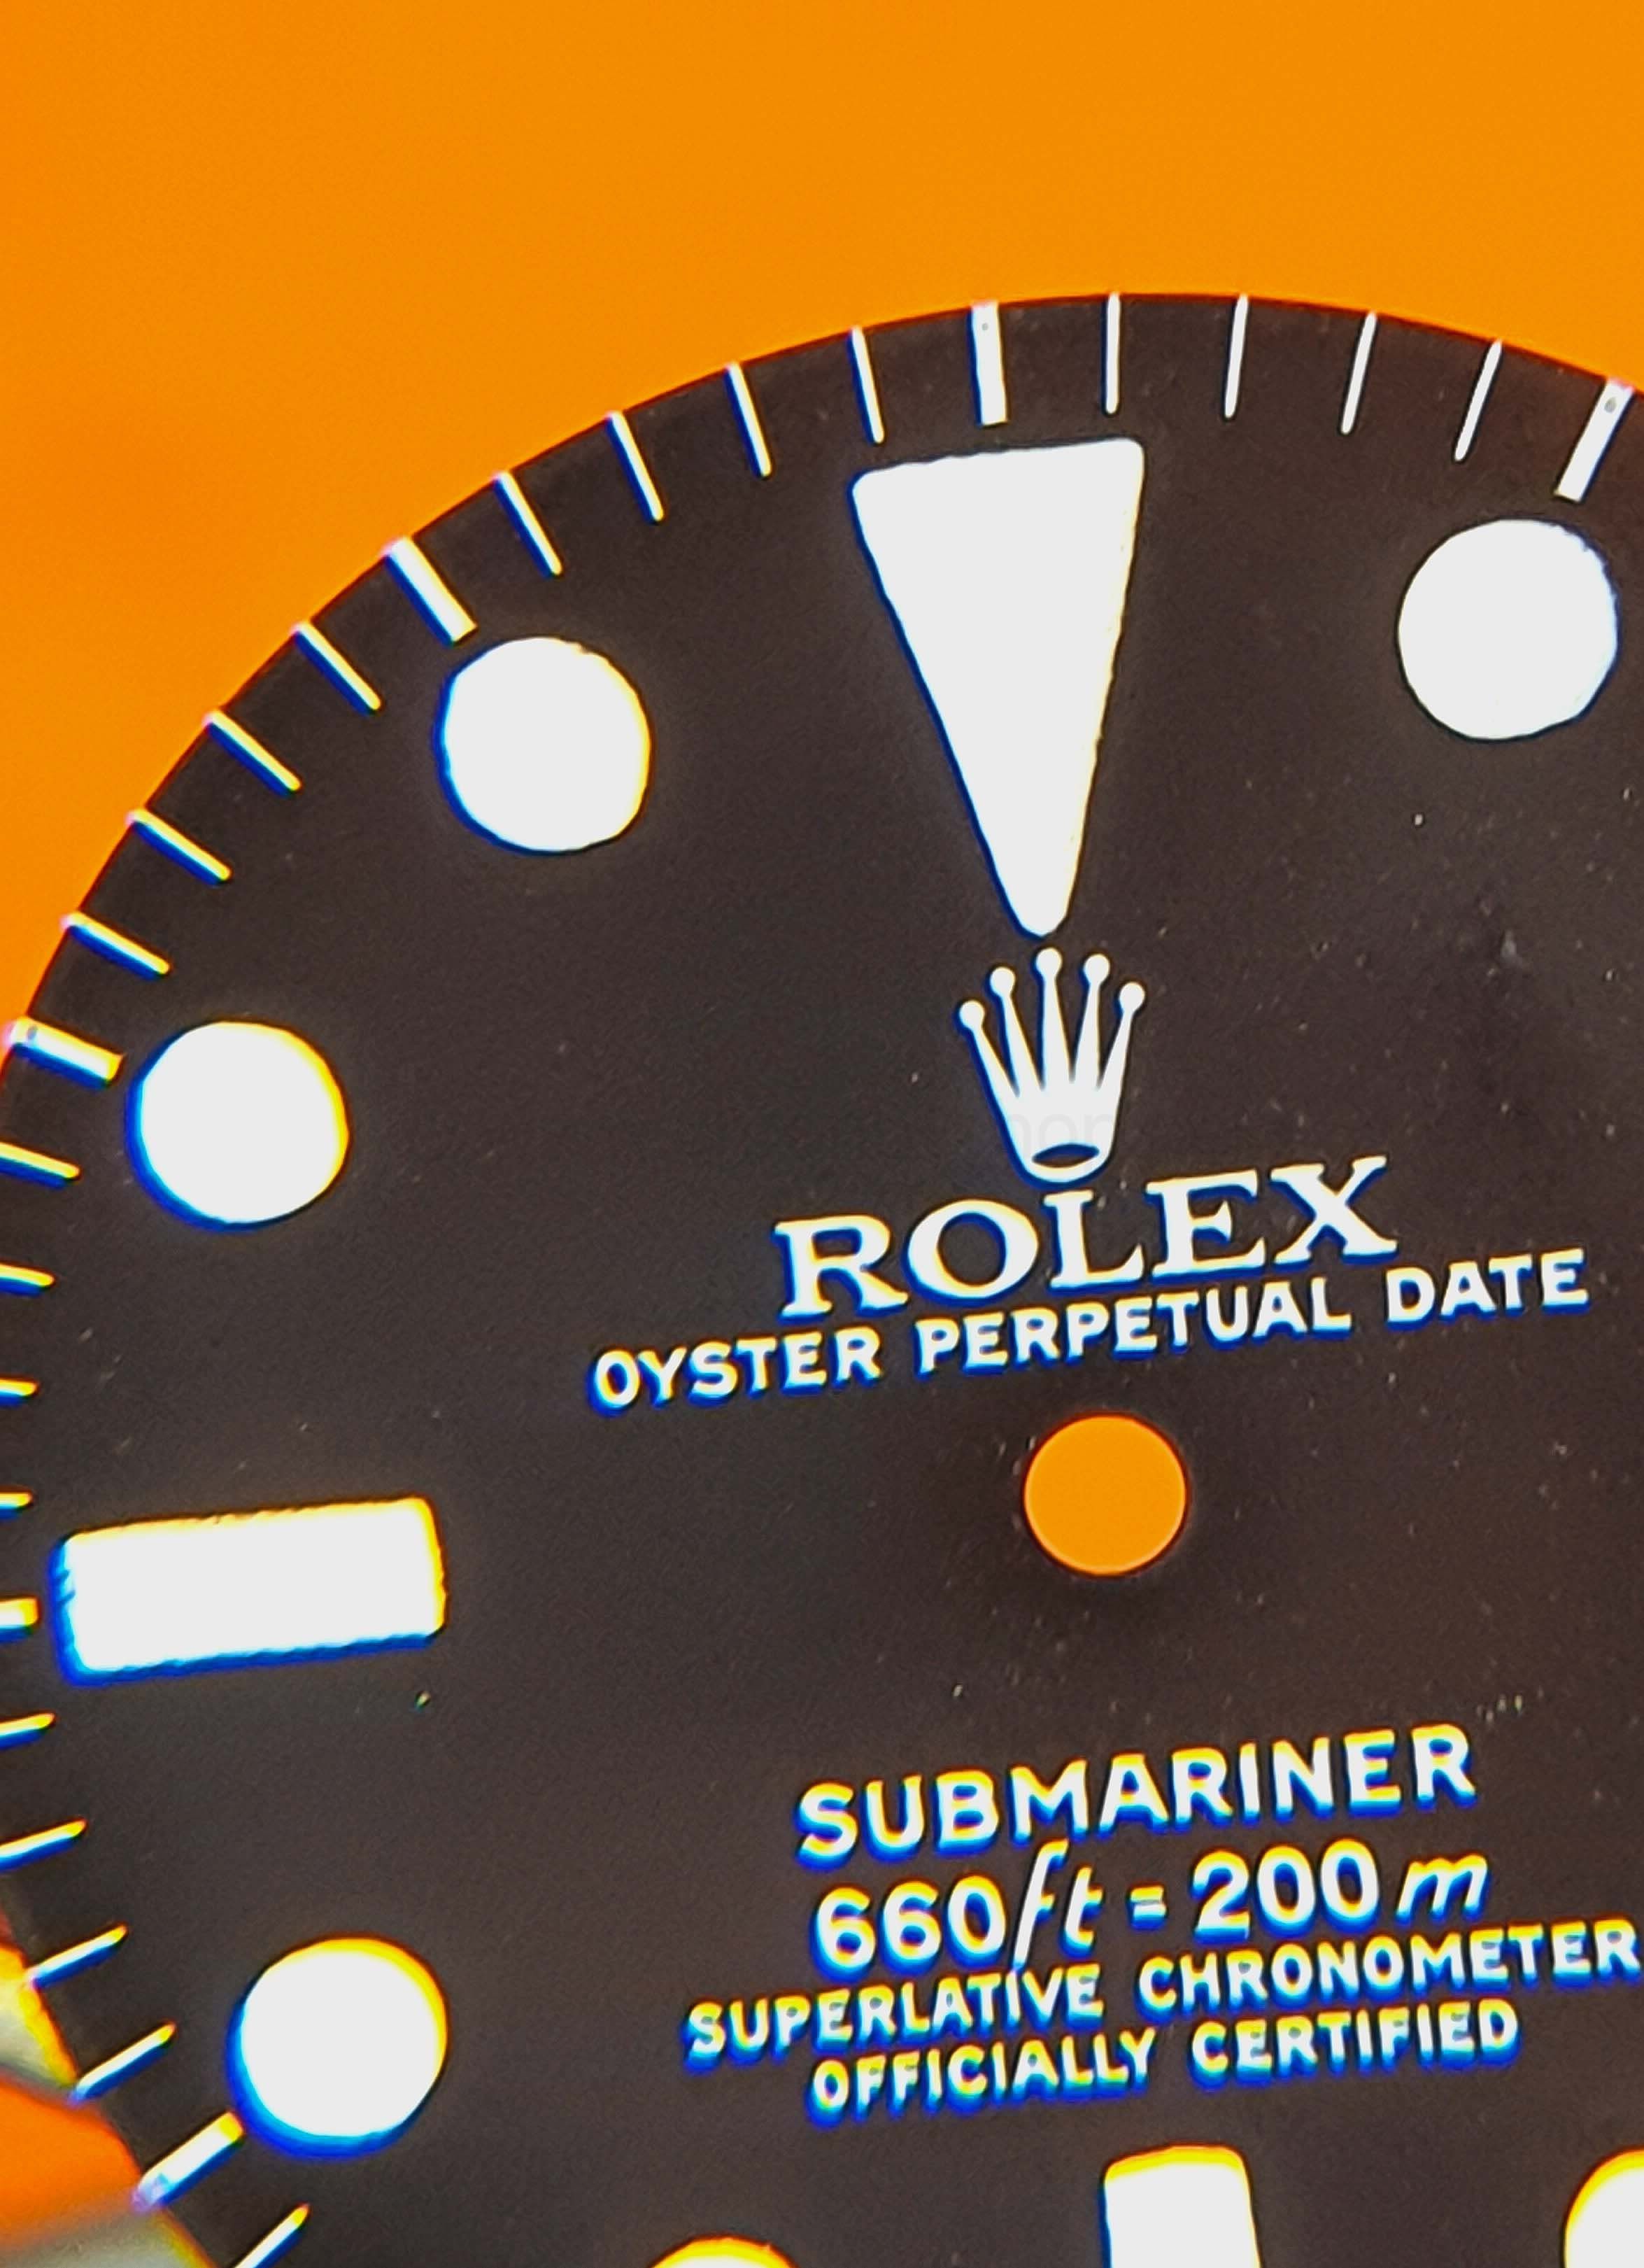 ROLEX
OYSTER PERPETUAL DATE
SUBMARINER
660ft = 200m
SUPERLATIVE CHRONOMETER
OFFICIALLY CERTIFIED